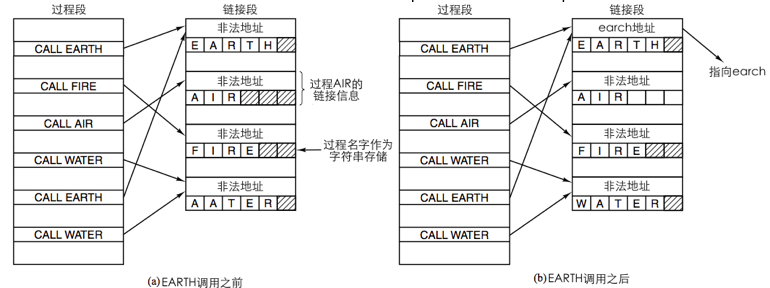 过程段
链接段
CALL EARTH
CALL FIRE
CALL AIR
CALL WATER
CALL EARTH
CALL WATER
非法地址
E A R T H
非法地址
A I R
非法地址
F I R E
非法地址
A A T E R
过程AIR的
链接信息
过程名字作为
字符串存储
(a)EARTH调用之前
过程段
链接段
CALL EARTH
CALL FIRE
CALL AIR
CALL WATER
CALL EARTH
CALL WATER
earch地址
E A R T H
非法地址
A I R
非法地址
F I R E
非法地址
W A T E R
指向earch
(b)EARTH调用之后